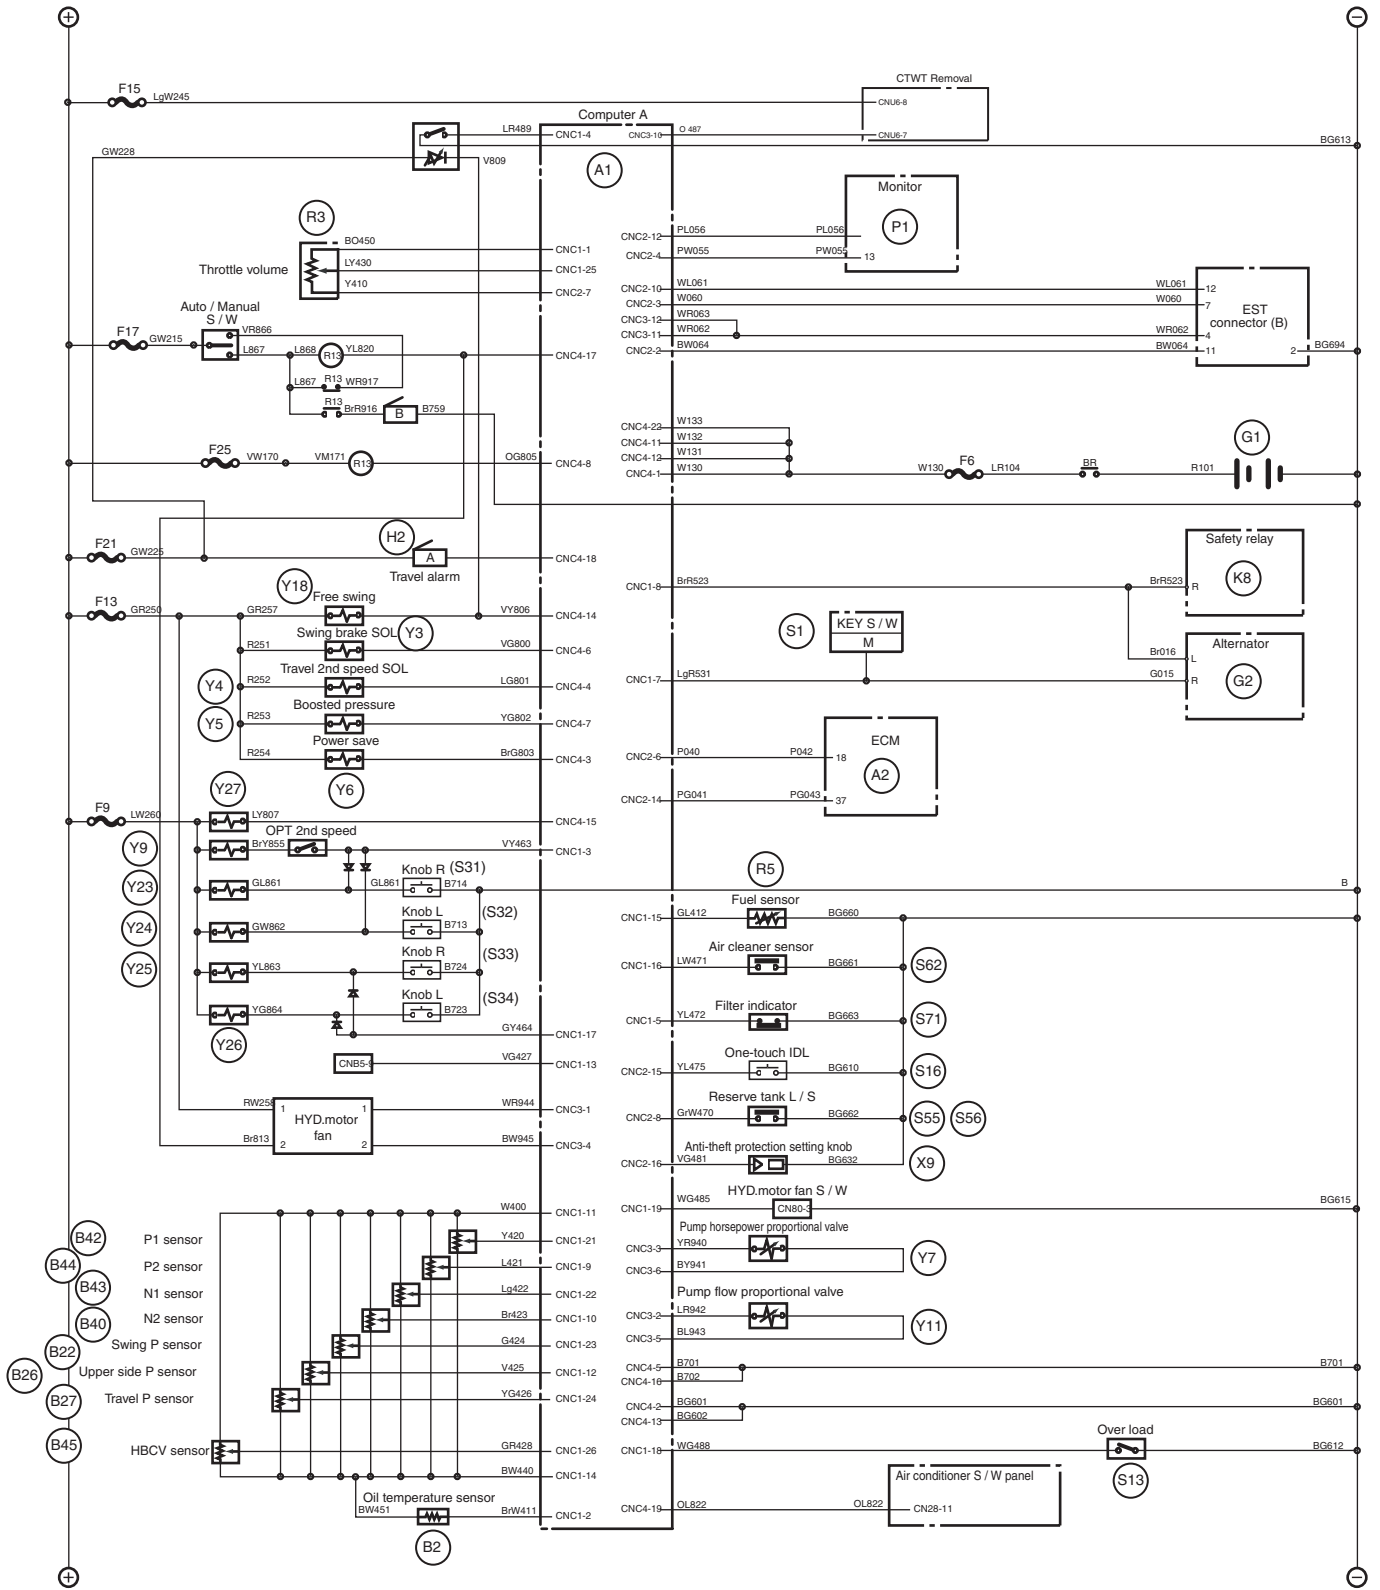 +
−
F15
LgW245
CTWT Removal
CNU6-8
CNU6-7
Computer A
LR489
CNC1-4
CNC3-10
O 487
BG613
GW228
V809
A1
Monitor
P1
R3
BO450
CNC1-1
CNC2-12
PL056
PL056
Throttle volume
LY430
CNC1-25
CNC2-4
PW055
PW055
13
Y410
CNC2-7
CNC2-10
WL061
WL061
12
Auto / Manual
S / W
CNC2-3
W060
W060
7
EST
connector (B)
CNC3-12
WR063
F17
GW215
VR866
CNC3-11
WR062
WR062
4
L867
L868
R13
YL820
CNC4-17
CNC2-2
BW064
BW064
11
2
BG694
L867
R13
WR917
R13
BrR916
B
B759
CNC4-22
W133
CNC4-11
W132
G1
F25
VW170
VM171
R13
OG805
CNC4-8
CNC4-12
W131
CNC4-1
W130
W130
F6
LR104
BR
R101
F21
GW225
H2
A
Travel alarm
CNC4-18
Safety relay
K8
CNC1-8
BrR523
BrR523
R
F13
GR250
GR257
Y18
Free swing
VY806
CNC4-14
S1
KEY S / W
M
R251
Swing brake SOL
Y3
VG800
CNC4-6
Alternator
G2
Br016
L
Y4
R252
Travel 2nd speed SOL
LG801
CNC4-4
CNC1-7
LgR531
G015
R
Y5
R253
Boosted pressure
YG802
CNC4-7
ECM
A2
R254
Power save
BrG803
CNC4-3
CNC2-6
P040
P042
18
Y6
Y27
CNC2-14
PG041
PG043
37
F9
LW260
LY807
CNC4-15
Y9
BrY855
OPT 2nd speed
VY463
CNC1-3
Y23
GL861
GL861
Knob R
(S31)
B714
R5
B
Y24
GW862
Knob L
(S32)
B713
CNC1-15
GL412
Fuel sensor
BG660
Y25
YL863
Knob R
(S33)
B724
CNC1-16
LW471
Air cleaner sensor
BG661
S62
YG864
Knob L
(S34)
B723
CNC1-5
YL472
Filter indicator
BG663
S71
Y26
GY464
CNC1-17
CNB5-9
VG427
CNC1-13
CNC2-15
YL475
One-touch IDL
BG610
S16
RW258
1
HYD.motor
fan
1
WR944
CNC3-1
CNC2-8
GrW470
Reserve tank L / S
BG662
S55
S56
Br813
2
2
BW945
CNC3-4
CNC2-16
VG481
Anti-theft protection setting knob
BG632
X9
W400
CNC1-11
CNC1-19
WG485
HYD.motor fan S / W
CN80-3
BG615
B42
P1 sensor
Y420
CNC1-21
CNC3-3
YR940
Pump horsepower proportional valve
Y7
B44
P2 sensor
L421
CNC1-9
CNC3-6
BY941
B43
N1 sensor
Lg422
CNC1-22
Pump flow proportional valve
B40
N2 sensor
Br423
CNC1-10
CNC3-2
LR942
Y11
B22
Swing P sensor
G424
CNC1-23
CNC3-5
BL943
B26
Upper side P sensor
V425
CNC1-12
CNC4-5
B701
B701
CNC4-16
B702
B27
Travel P sensor
YG426
CNC1-24
CNC4-2
BG601
BG601
CNC4-13
BG602
B45
HBCV sensor
GR428
CNC1-26
CNC1-18
WG488
Over load
S13
BG612
BW440
CNC1-14
Air conditioner S / W panel
Oil temperature sensor
BW451
BrW411
CNC1-2
CNC4-19
OL822
OL822
CN28-11
B2
+
−